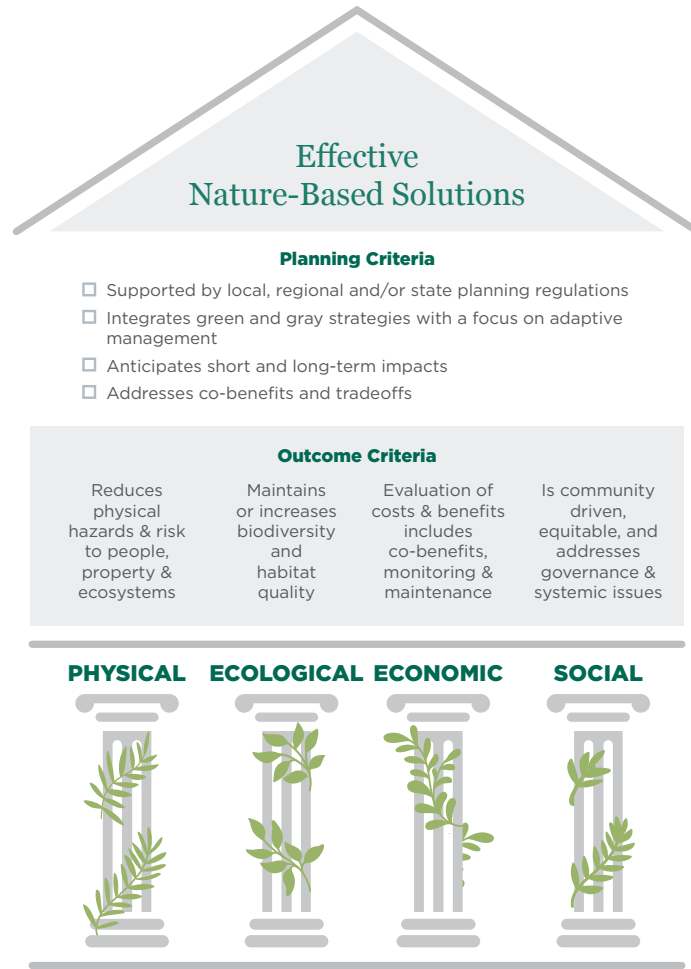 Effective
Nature-Based Solutions
Planning Criteria
Supported by local, regional and/or state planning regulations
Integrates green and gray strategies with a focus on adaptive
management
Anticipates short and long-term impacts
Addresses co-benefits and tradeoffs
Outcome Criteria
Reduces
physical
hazards & risk
to people,
property &
ecosystems
Maintains
or increases
biodiversity
and
habitat
quality
Evaluation of
costs & benefits
includes
co-benefits,
monitoring &
maintenance
Is community
driven,
equitable, and
addresses
governance &
systemic issues
PHYSICAL
ECOLOGICAL
ECONOMIC
SOCIAL